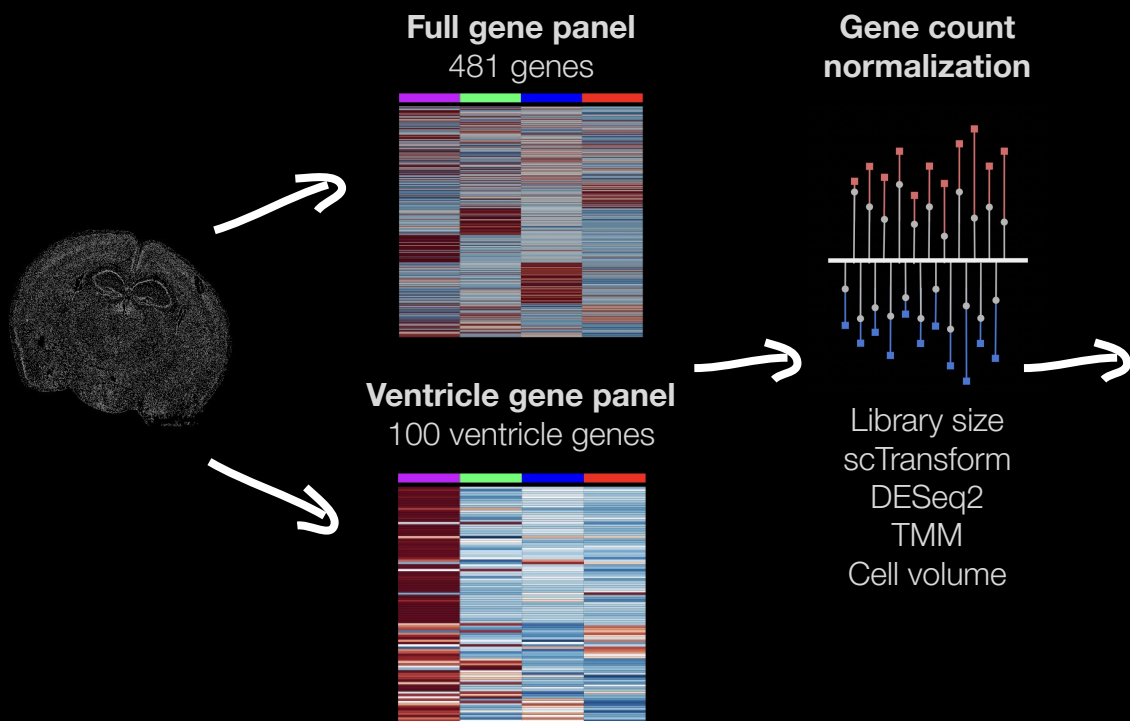 Full gene panel
481 genes
Ventricle gene panel
100 ventricle genes
Gene count
normalization
Library size
scTransform
DESeq2
TMM
Cell volume